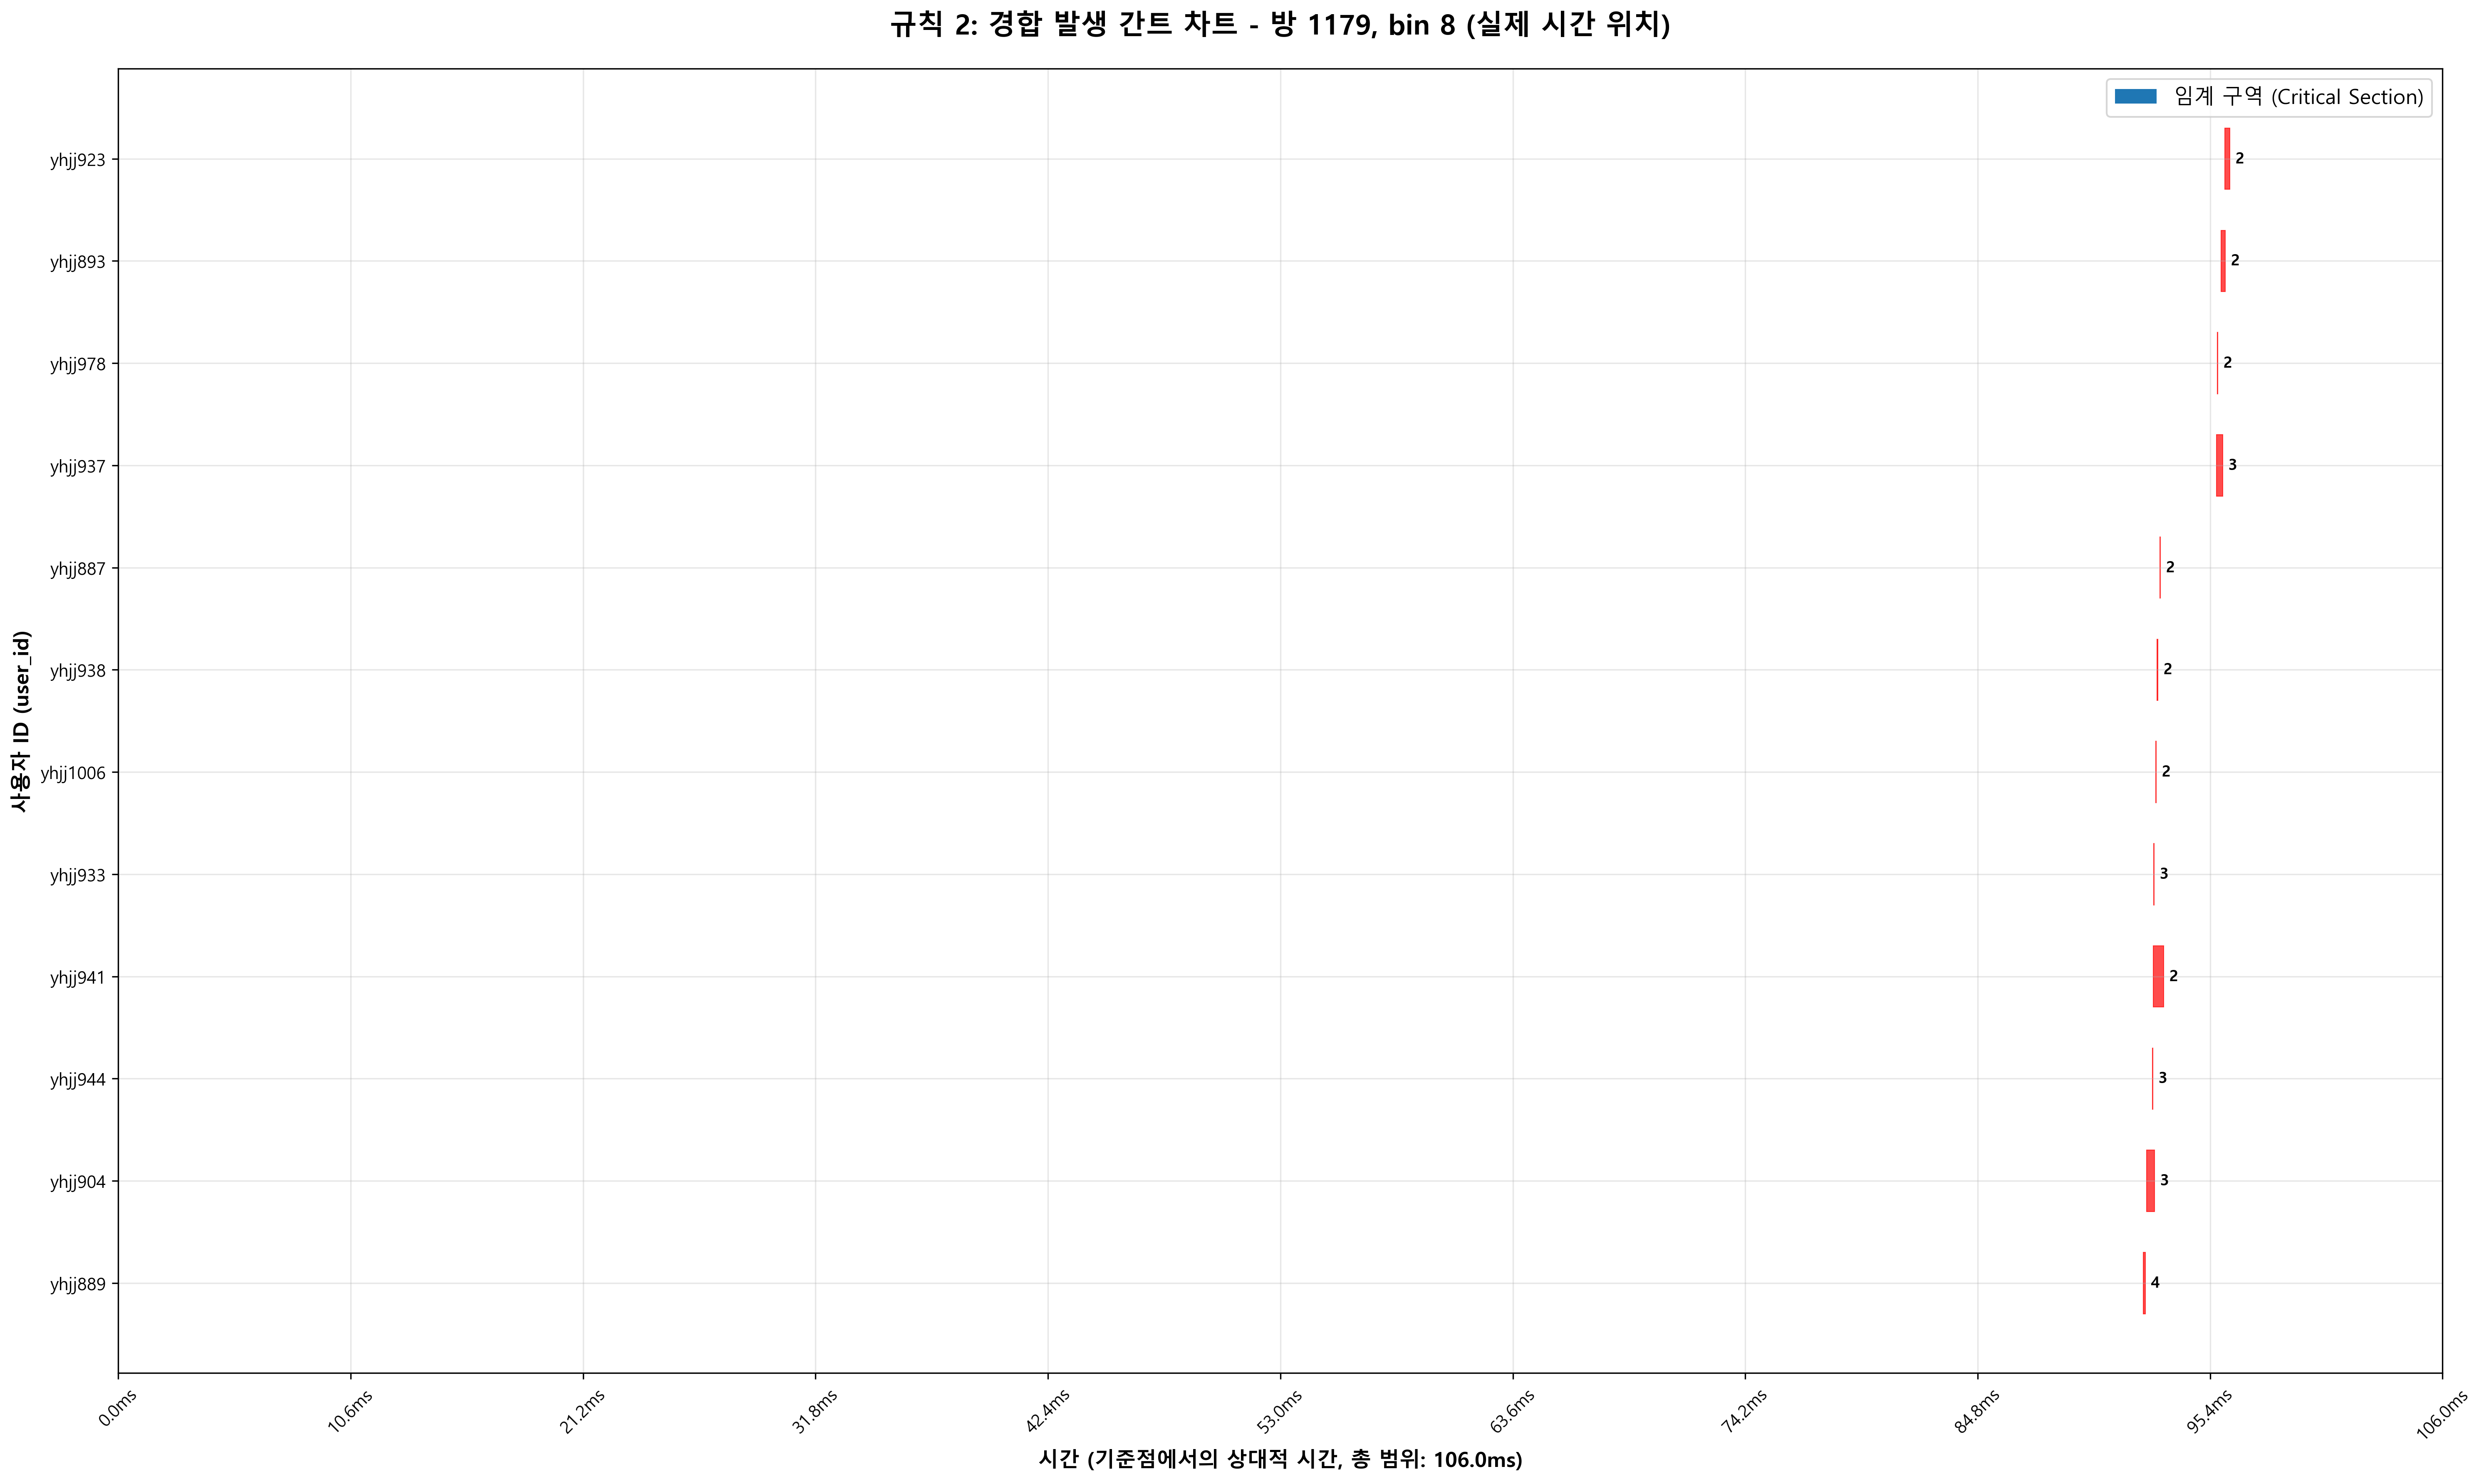 규칙 2: 경합 발생 간트 차트 - 방 1179, bin 8 (실제 시간 위치)
임계 구역 (Critical Section)
yhjj923
2
yhjj893
2
yhjj978
2
yhjj937
3
yhjj887
2
yhjj938
2
yhjj1006
2
yhjj933
3
yhjj941
2
yhjj944
3
yhjj904
3
yhjj889
4
사용자 ID (user_id)
0.0ms
10.6ms
21.2ms
31.8ms
42.4ms
53.0ms
63.6ms
74.2ms
84.8ms
95.4ms
106.0ms
시간 (기준점에서의 상대적 시간, 총 범위: 106.0ms)